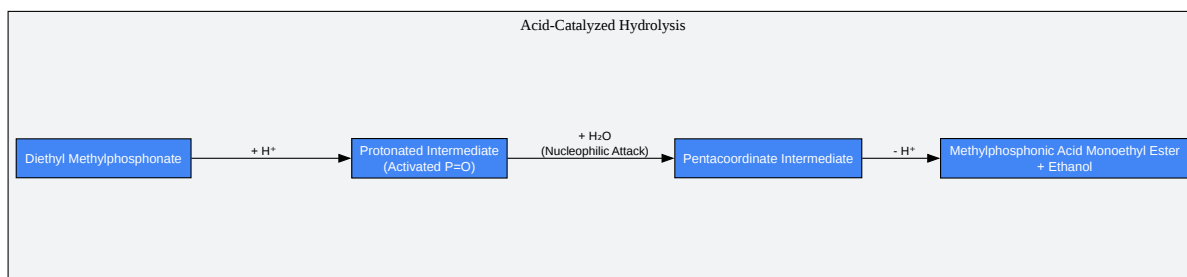 Acid-Catalyzed Hydrolysis
Diethyl Methylphosphonate
+ H⁺
Protonated Intermediate
(Activated P=O)
+ H₂O
(Nucleophilic Attack)
Pentacoordinate Intermediate
- H⁺
Methylphosphonic Acid Monoethyl Ester
+ Ethanol